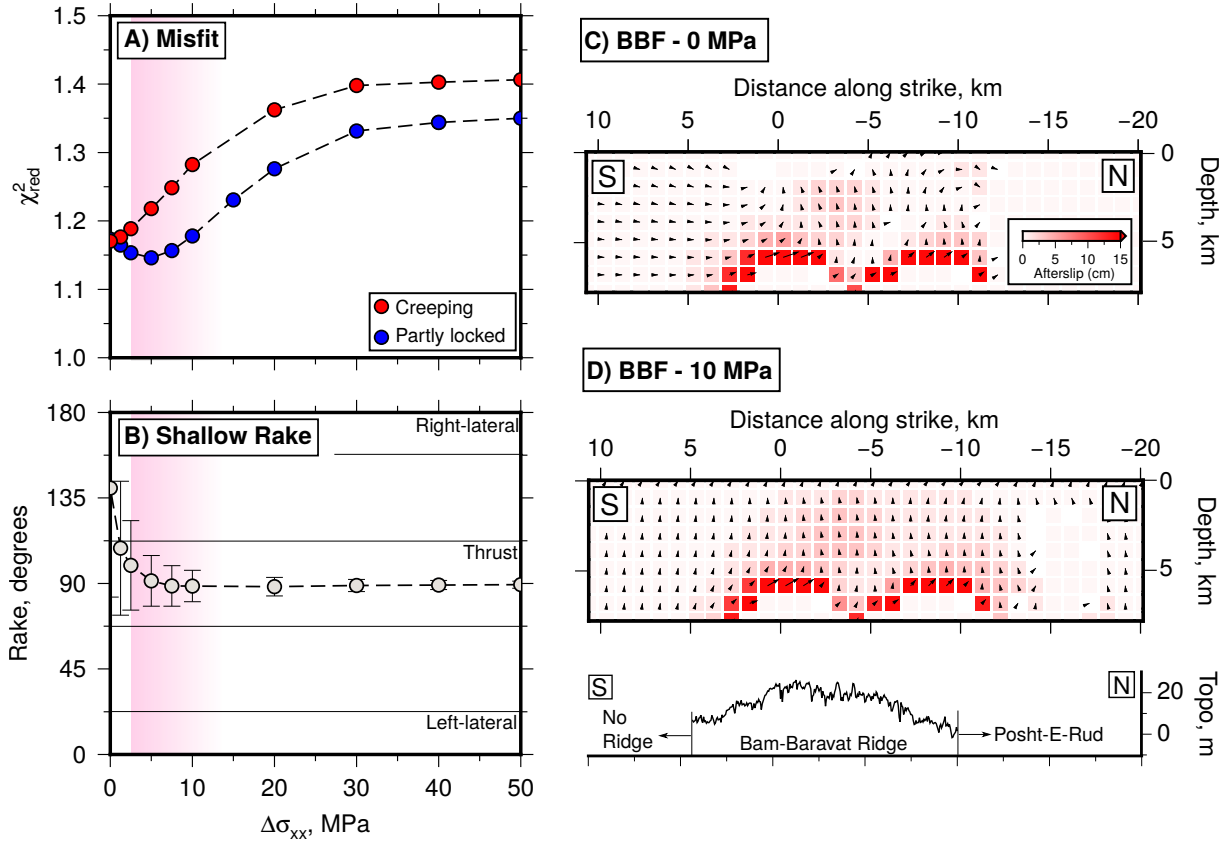 A) Misfit
1.5
1.4
1.3
1.2
1.1
1.0
χ²red
Creeping
Partly locked
B) Shallow Rake
180
135
90
45
0
Rake, degrees
Right-lateral
Thrust
Left-lateral
0 10 20 30 40 50
Δσxx, MPa
C) BBF - 0 MPa
Distance along strike, km
10 5 0 −5 −10 −15 −20
S
N
0
5
Depth, km
0 5 10 15
Afterslip (cm)
D) BBF - 10 MPa
Distance along strike, km
10 5 0 −5 −10 −15 −20
S
N
0
5
Depth, km
S
N
No
Ridge
Bam-Baravat Ridge
Posht-E-Rud
20
0
Topo, m